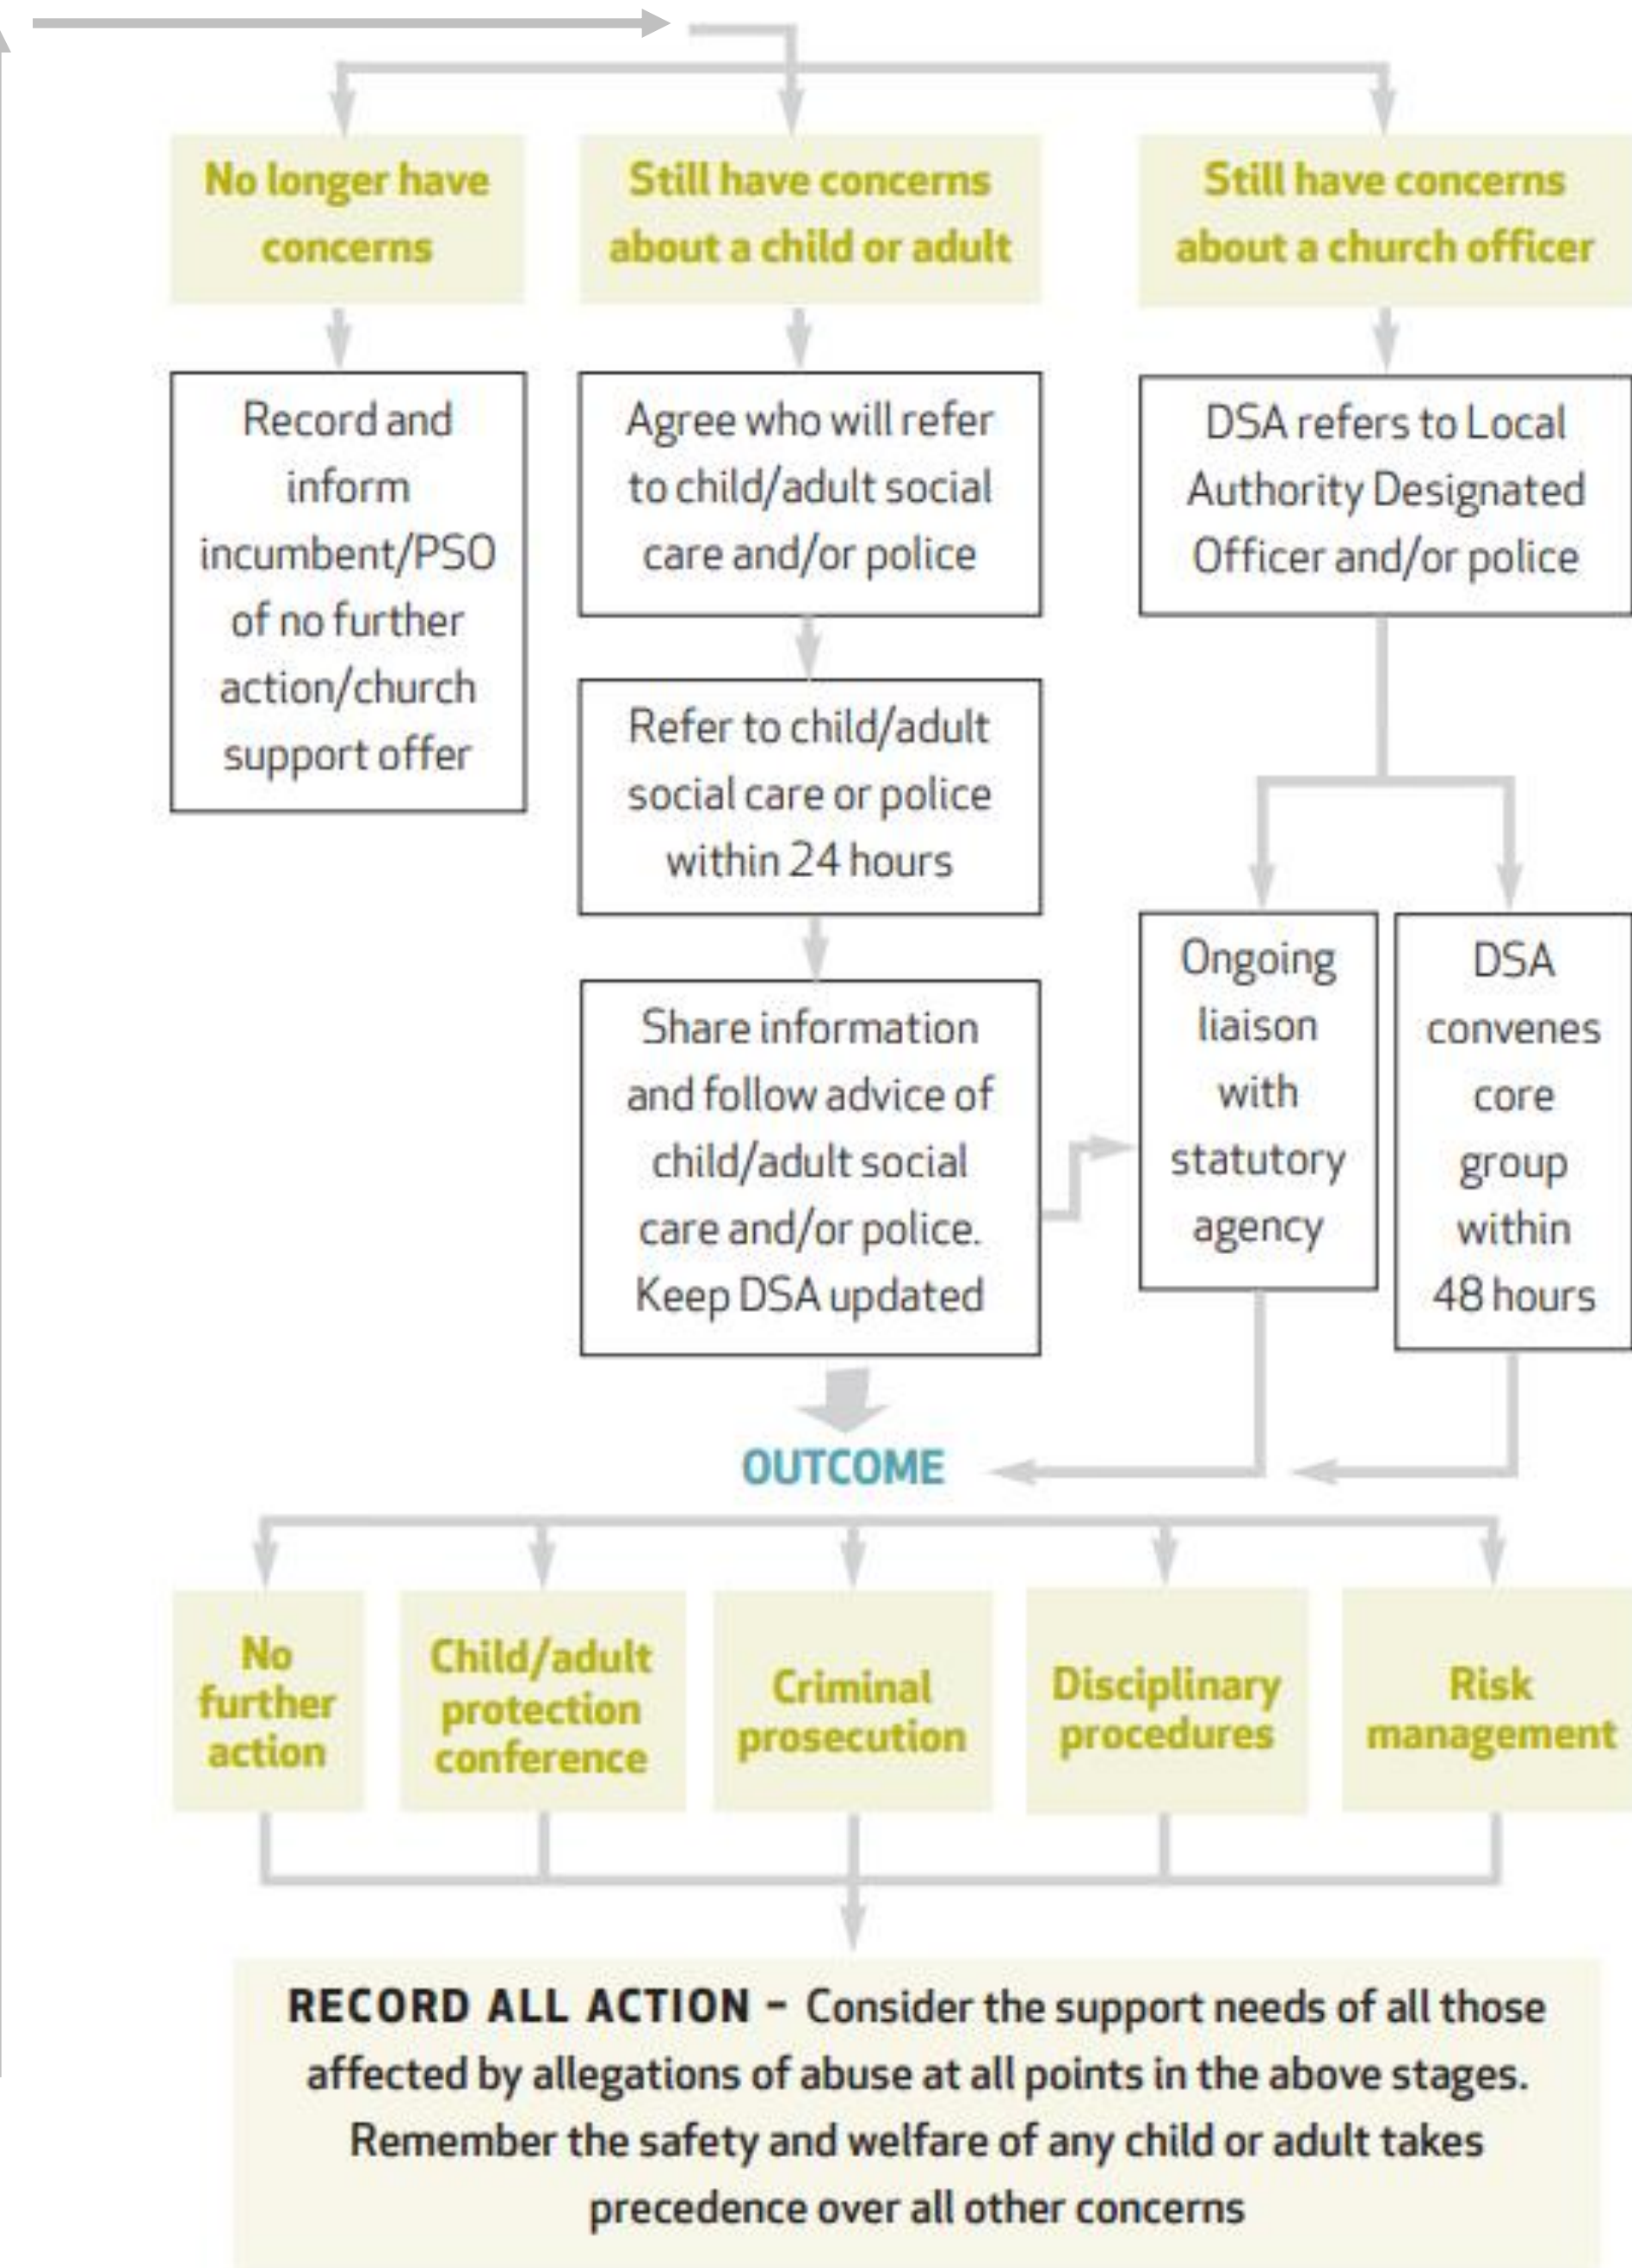 No longer have
concerns
Still have concerns
about a child or adult
Still have concerns
about a church officer
Record and
inform
incumbent/PSO
of no further
action/church
support offer
Agree who will refer
to child/adult social
care and/or police
DSA refers to Local
Authority Designated
Officer and/or police
Refer to child/adult
social care or police
within 24 hours
Share information
and follow advice of
child/adult social
care and/or police.
Keep DSA updated
Ongoing
liaison
with
statutory
agency
DSA
convenes
core
group
within
48 hours
OUTCOME
No
further
action
Child/adult
protection
conference
Criminal
prosecution
Disciplinary
procedures
Risk
management
RECORD ALL ACTION – Consider the support needs of all those
affected by allegations of abuse at all points in the above stages.
Remember the safety and welfare of any child or adult takes
precedence over all other concerns